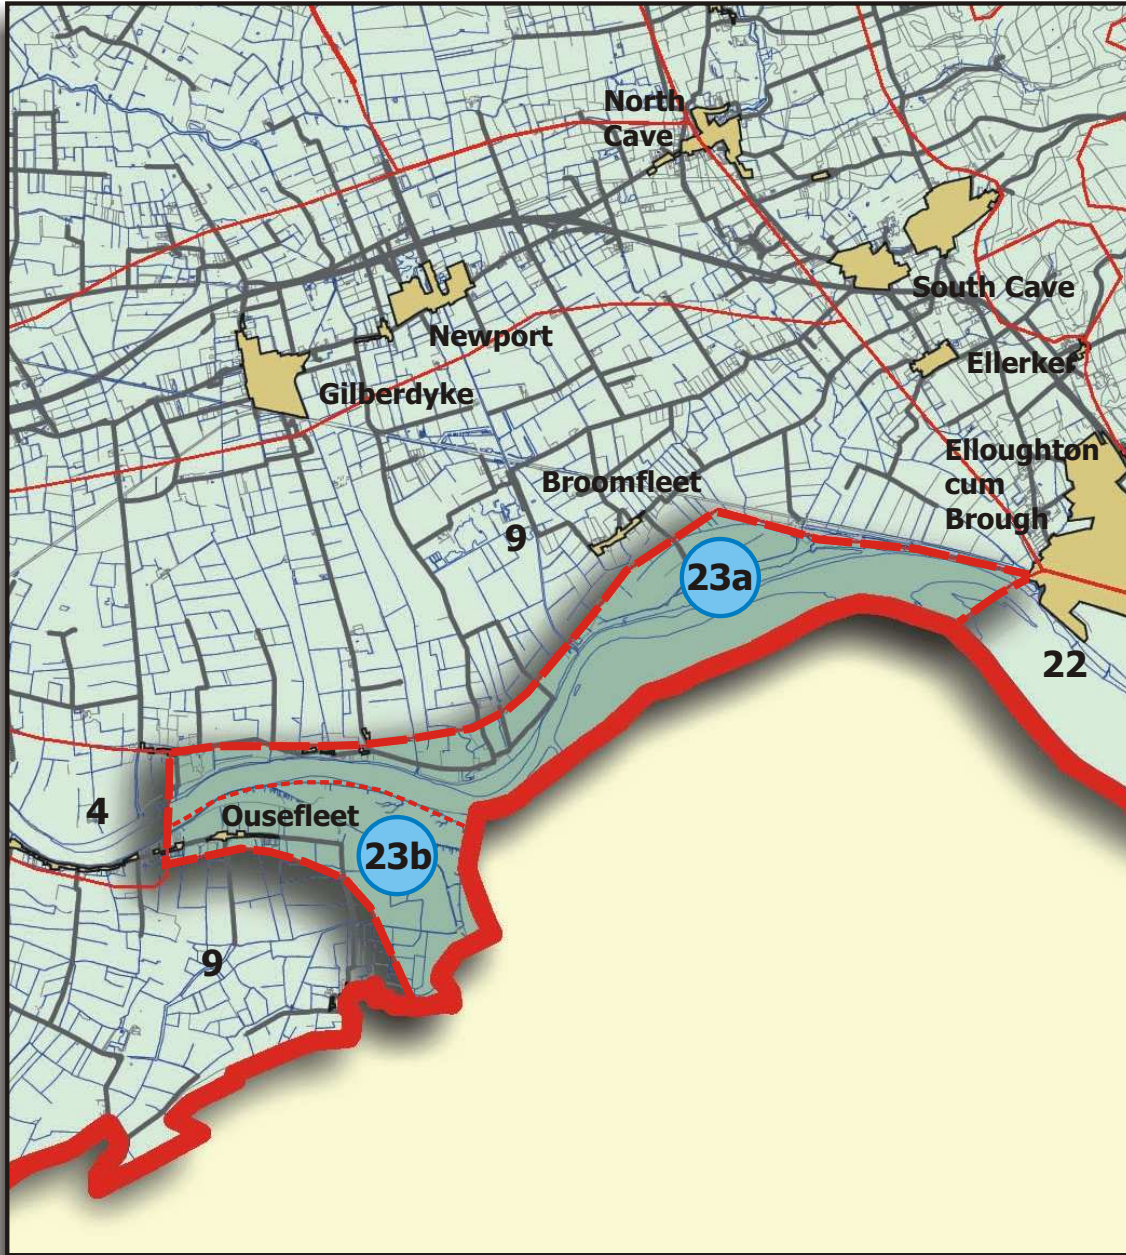 North
Cave
South Cave
Newport
Ellerker
Gilberdyke
Elloughton
cum
Brough
Broomfleet
9
23a
22
4
Ousefleet
23b
9